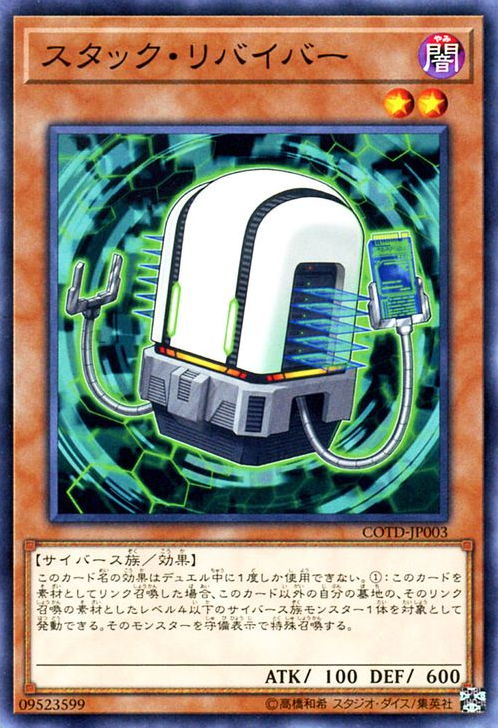 スタック・リバイバー
闇
COTD-JP003
【サイバース族/効果】
このカード名の効果はデュエル中に1度しか使用できない。①:このカードを
素材としてリンク召喚した場合、このカード以外の自分の墓地の、そのリンク
召喚の素材としたレベル4以下のサイバース族モンスター1体を対象として
発動できる。そのモンスターを守備表示で特殊召喚する。
ATK/ 100 DEF/ 600
09523599 ©高橋和希 スタジオ・ダイス/集英社